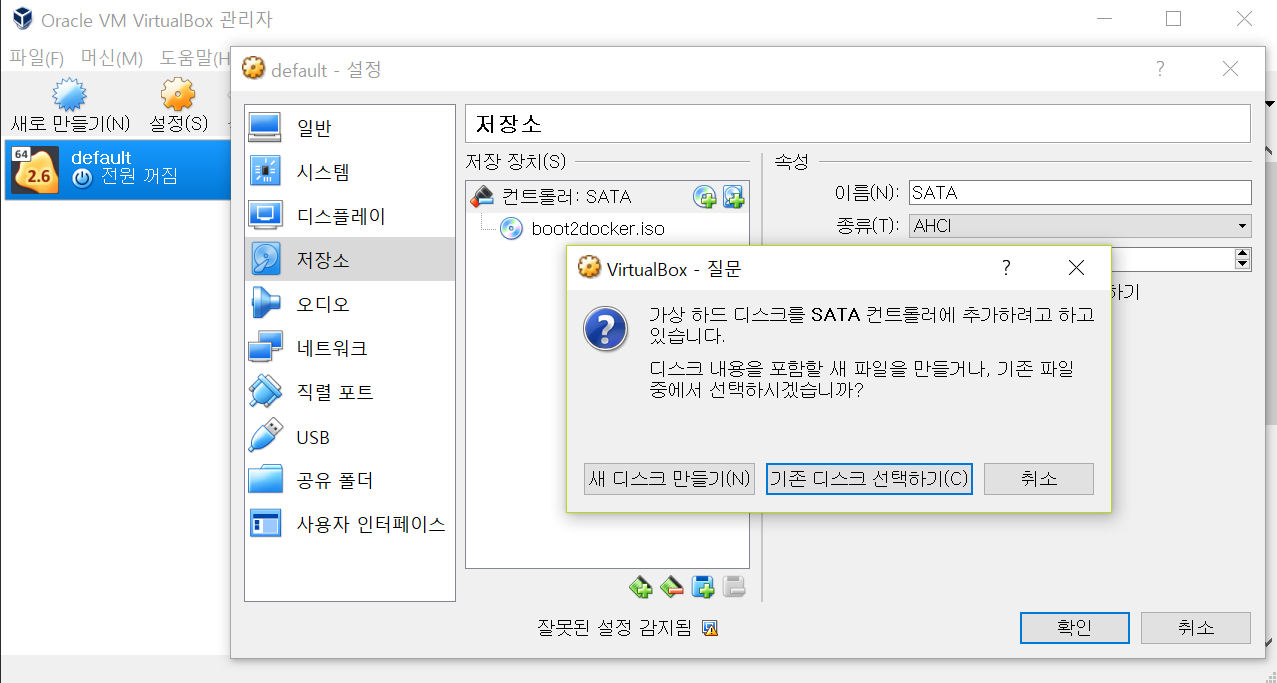 Oracle VM VirtualBox 관리자
파일(F) 머신(M) 도움말(H
새로 만들기(N) 설정(S)
64
2.6
default
전원 꺼짐
default - 설정
?
일반
시스템
디스플레이
저장소
오디오
네트워크
직렬 포트
USB
공유 폴더
사용자 인터페이스
저장소
저장 장치(S)
컨트롤러: SATA
boot2docker.iso
속성
이름(N): SATA
종류(T): AHCI
하기
VirtualBox - 질문
?
가상 하드 디스크를 SATA 컨트롤러에 추가하려고 하고
있습니다.
디스크 내용을 포함할 새 파일을 만들거나, 기존 파일
중에서 선택하시겠습니까?
새 디스크 만들기(N) 기존 디스크 선택하기(C) 취소
잘못된 설정 감지됨
확인 취소